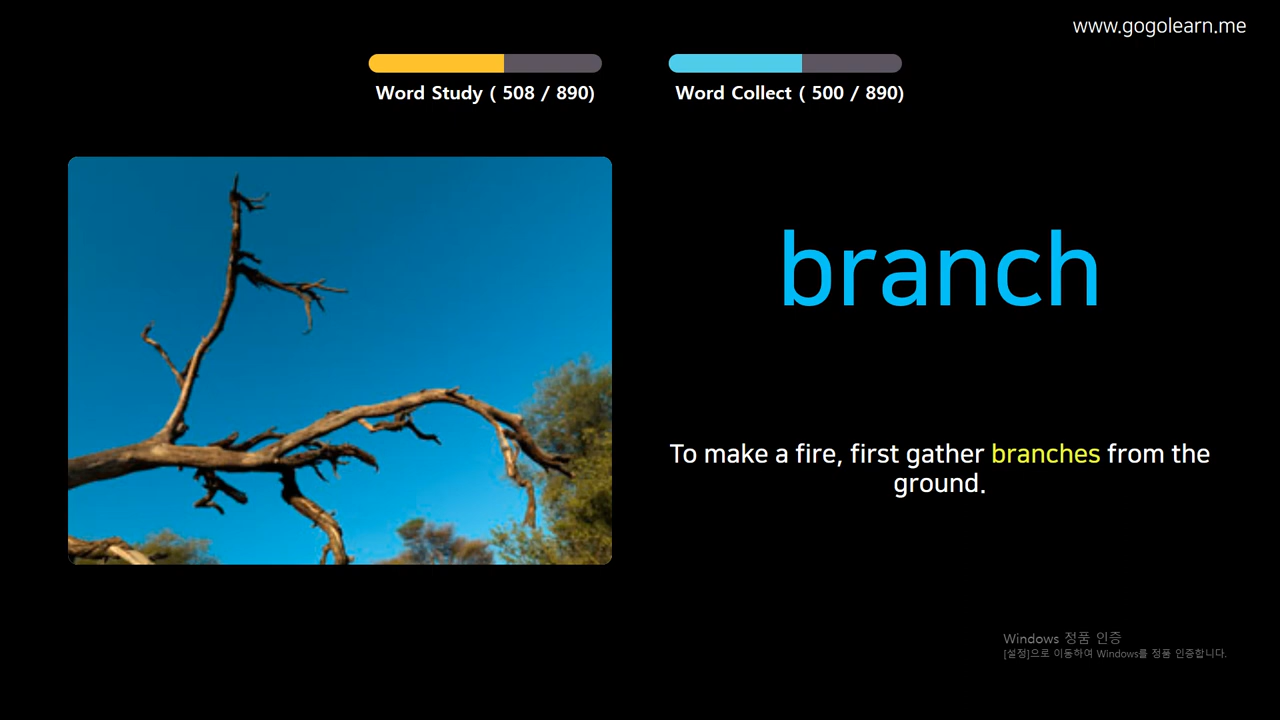 www.gogolearn.me
Word Study ( 508 / 890)
Word Collect ( 500 / 890)
branch
To make a fire, first gather branches from the
ground.
Windows 정품 인증
[설정]으로 이동하여 Windows를 정품 인증합니다.